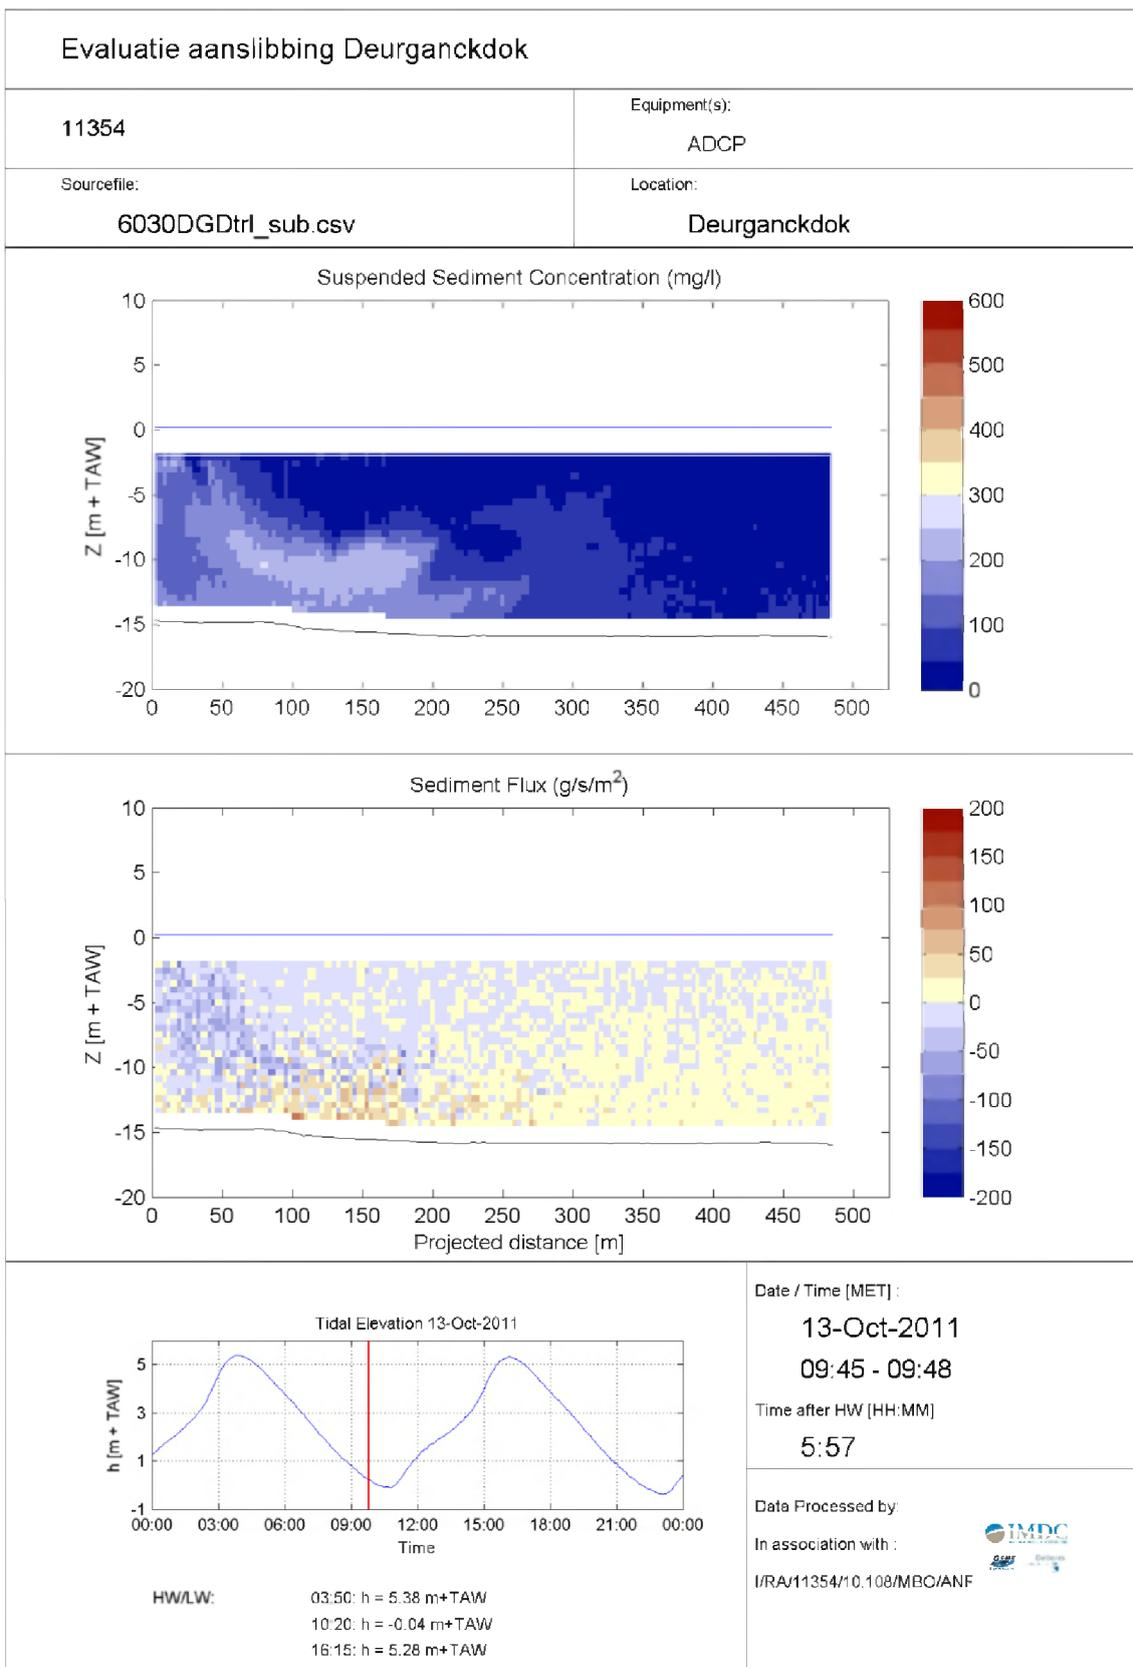 Evaluatie aanslibbing Deurganckdok
11354
Equipment(s):
ADCP
Sourcefile:
6030DGDtrl_sub.csv
Location:
Deurganckdok
Suspended Sediment Concentration (mg/l)
10
5
0
-5
-10
-15
-20
Z [m + TAW]
0 50 100 150 200 250 300 350 400 450 500
600
500
400
300
200
100
0
Sediment Flux (g/s/m²)
10
5
0
-5
-10
-15
-20
Z [m + TAW]
0 50 100 150 200 250 300 350 400 450 500
Projected distance [m]
200
150
100
50
0
-50
-100
-150
-200
Tidal Elevation 13-Oct-2011
5
3
1
-1
h [m + TAW]
00:00 03:00 06:00 09:00 12:00 15:00 18:00 21:00 00:00
Time
HW/LW:
03:50: h = 5.38 m+TAW
10:20: h = -0.04 m+TAW
16:15: h = 5.28 m+TAW
Date / Time [MET] :
13-Oct-2011
09:45 - 09:48
Time after HW [HH:MM]
5:57
Data Processed by:
IMDC
In association with :
I/RA/11354/10.108/MBO/ANF